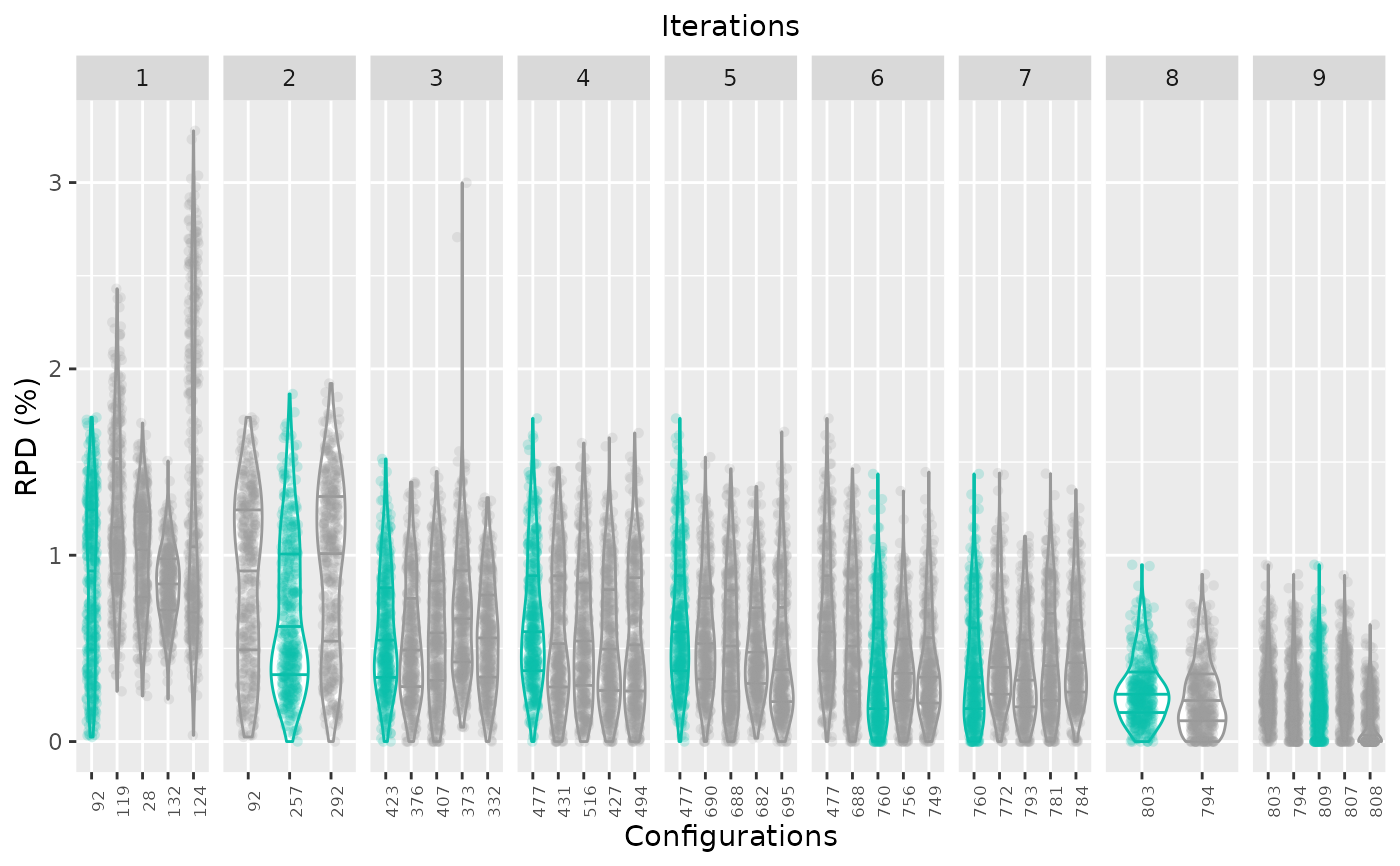 Iterations
1 2 3 4 5 6 7 8 9
RPD (%)
3
2
1
0
92 119 28 132 124 92 257 292 423 376 407 373 332 477 431 516 427 494 477 690 688 682 695 477 688 760 756 749 760 772 793 781 784 803 794 803 794 809 807 808
Configurations